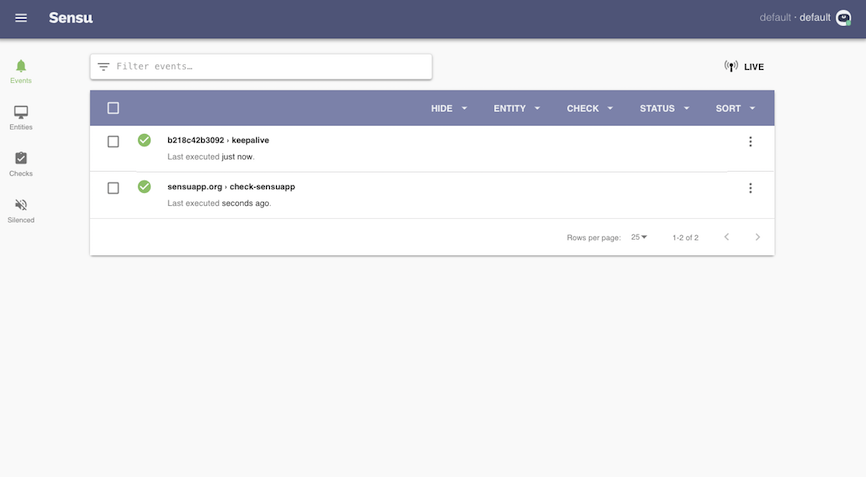 Sensu
default · default
Filter events…
LIVE
Events
Entities
Checks
Silenced
HIDE ENTITY CHECK STATUS SORT
b218c42b3092 › keepalive
Last executed just now.
sensuapp.org › check-sensuapp
Last executed seconds ago.
Rows per page: 25 1-2 of 2